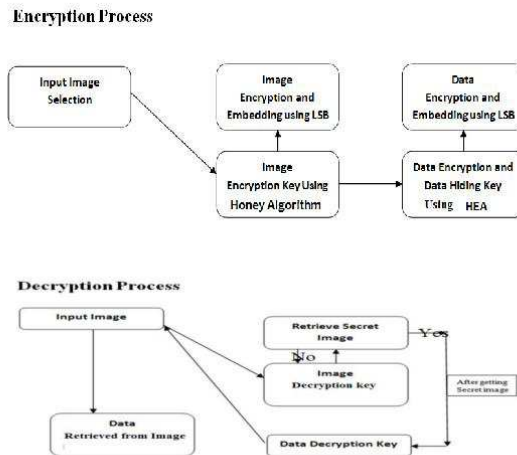 Encryption Process
Input Image
Selection
Image
Encryption and
Embedding using LSB
Data
Encryption and
Embedding using LSB
Image
Encryption Key Using
Honey Algorithm
Data Encryption and
Data Hiding Key
Using HEA
Decryption Process
Input Image
Retrieve Secret
Image
Yes
No
Image
Decryption key
After getting
Secret image
Data
Retrieved from Image
Data Decryption Key